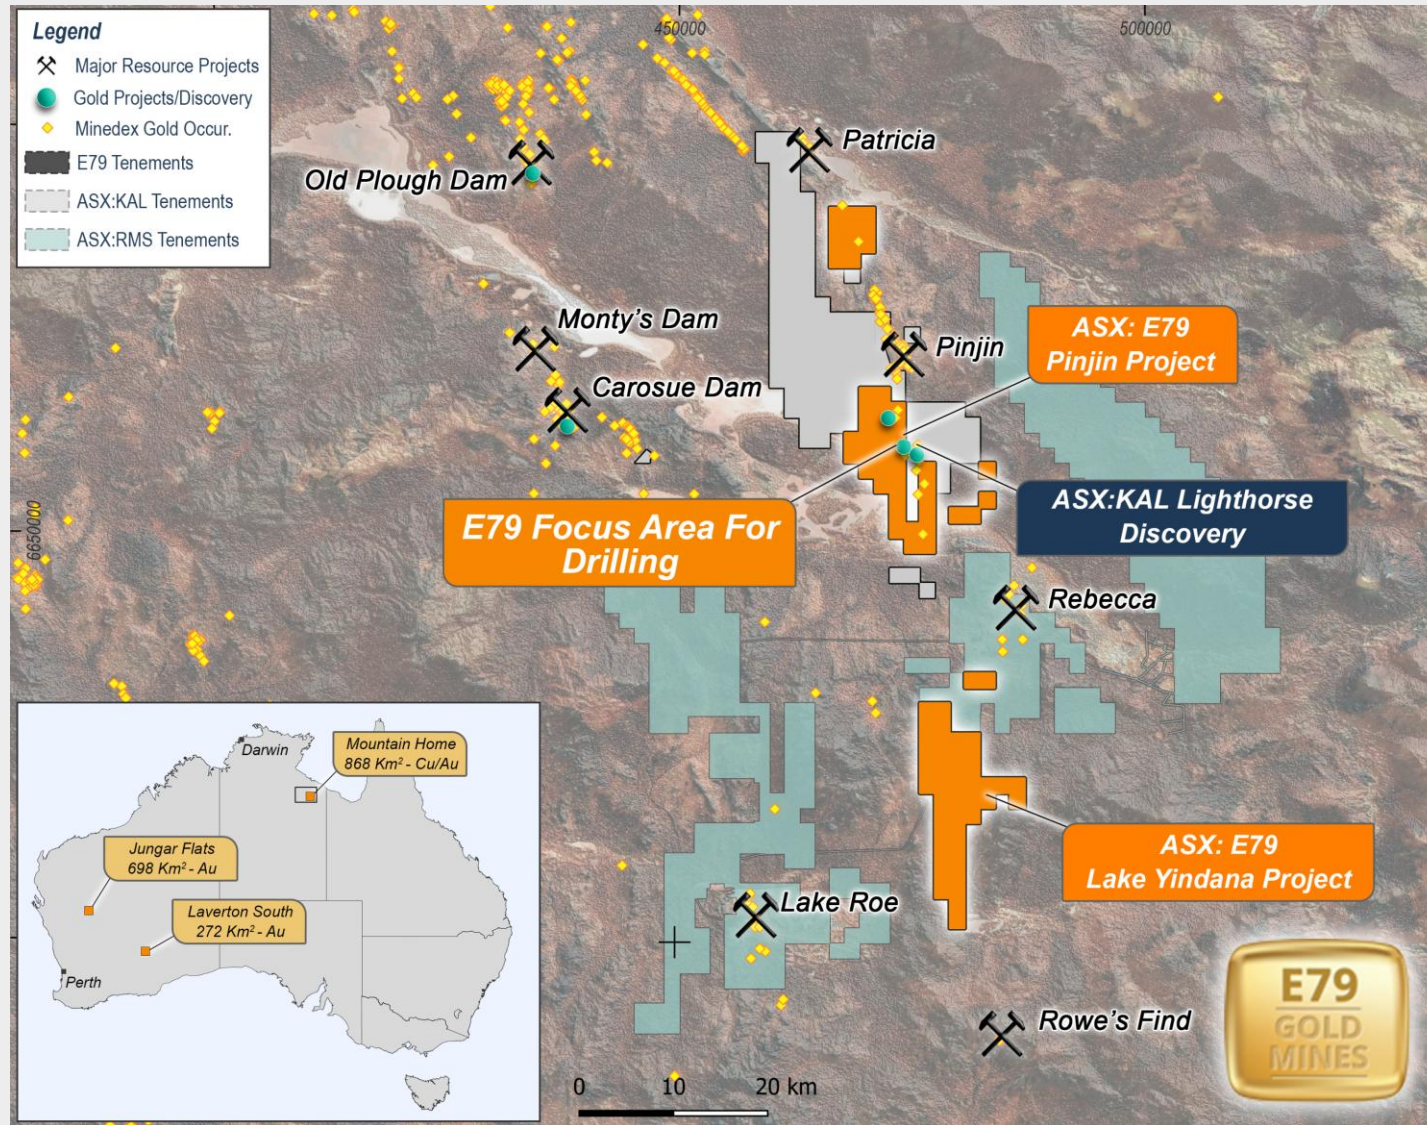 Legend
Major Resource Projects
Gold Projects/Discovery
Minedex Gold Occur.
E79 Tenements
ASX:KAL Tenements
ASX:RMS Tenements
450000
500000
Patricia
Old Plough Dam
Monty's Dam
Pinjin
Carosue Dam
ASX: E79
Pinjin Project
E79 Focus Area For
Drilling
ASX:KAL Lighthorse
Discovery
6650000
Rebecca
ASX: E79
Lake Yindana Project
Lake Roe
Rowe's Find
Darwin
Mountain Home
868 Km² - Cu/Au
Jungar Flats
698 Km² - Au
Laverton South
272 Km² - Au
Perth
0 10 20 km
E79
GOLD
MINES